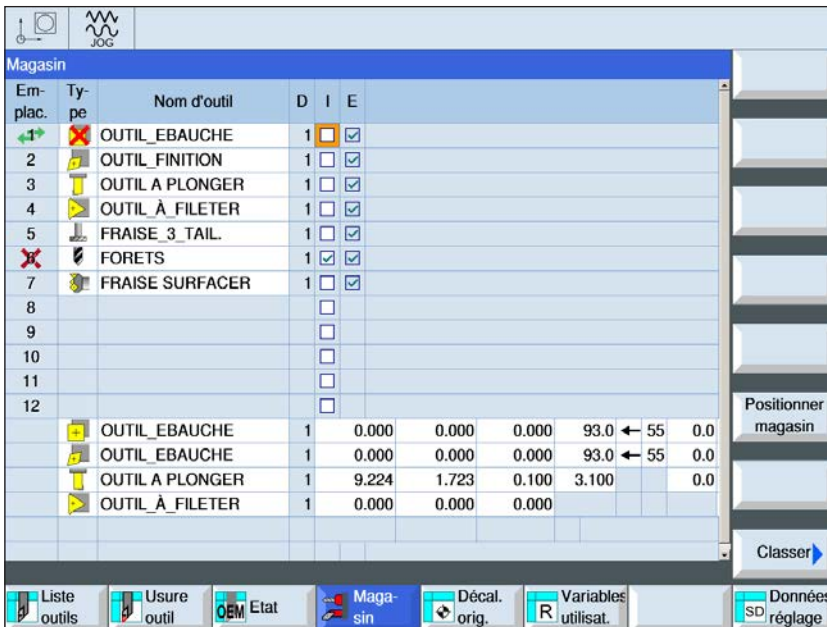 JOG
Magasin
Em-
plac. Ty-
pe Nom d'outil D I E
1 OUTIL_EBAUCHE 1
2 OUTIL_FINITION 1
3 OUTIL A PLONGER 1
4 OUTIL_À_FILETER 1
5 FRAISE_3_TAIL. 1
6 FORETS 1
7 FRAISE SURFACER 1
8
9
10
11
12
OUTIL_EBAUCHE 1 0.000 0.000 0.000 93.0 ← 55 0.0
OUTIL_EBAUCHE 1 0.000 0.000 0.000 93.0 ← 55 0.0
OUTIL A PLONGER 1 9.224 1.723 0.100 3.100 0.0
OUTIL_À_FILETER 1 0.000 0.000 0.000
Positionner
magasin
Classer
Liste
outils
Usure
outil
OEM Etat
Maga-
sin
Décal.
orig.
R Variables
utilisat.
SD Données
réglage